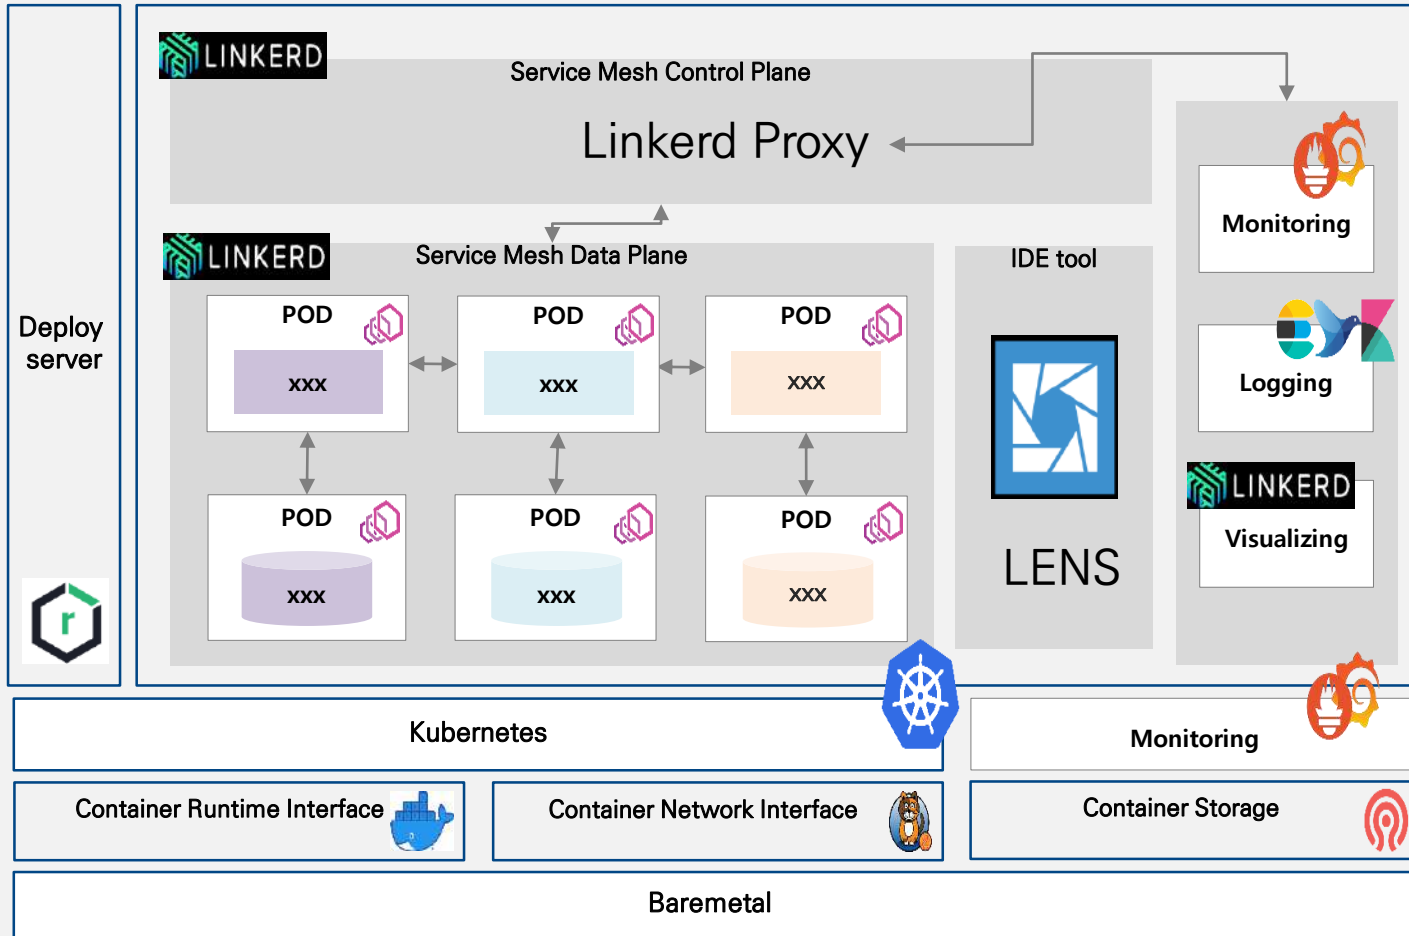 LINKERD
Service Mesh Control Plane
Linkerd Proxy
LINKERD
Service Mesh Data Plane
POD
xxx
POD
xxx
POD
xxx
POD
xxx
POD
xxx
POD
xxx
IDE tool
LENS
Monitoring
Logging
LINKERD
Visualizing
Deploy
server
r
Kubernetes
Monitoring
Container Runtime Interface
Container Network Interface
Container Storage
Baremetal